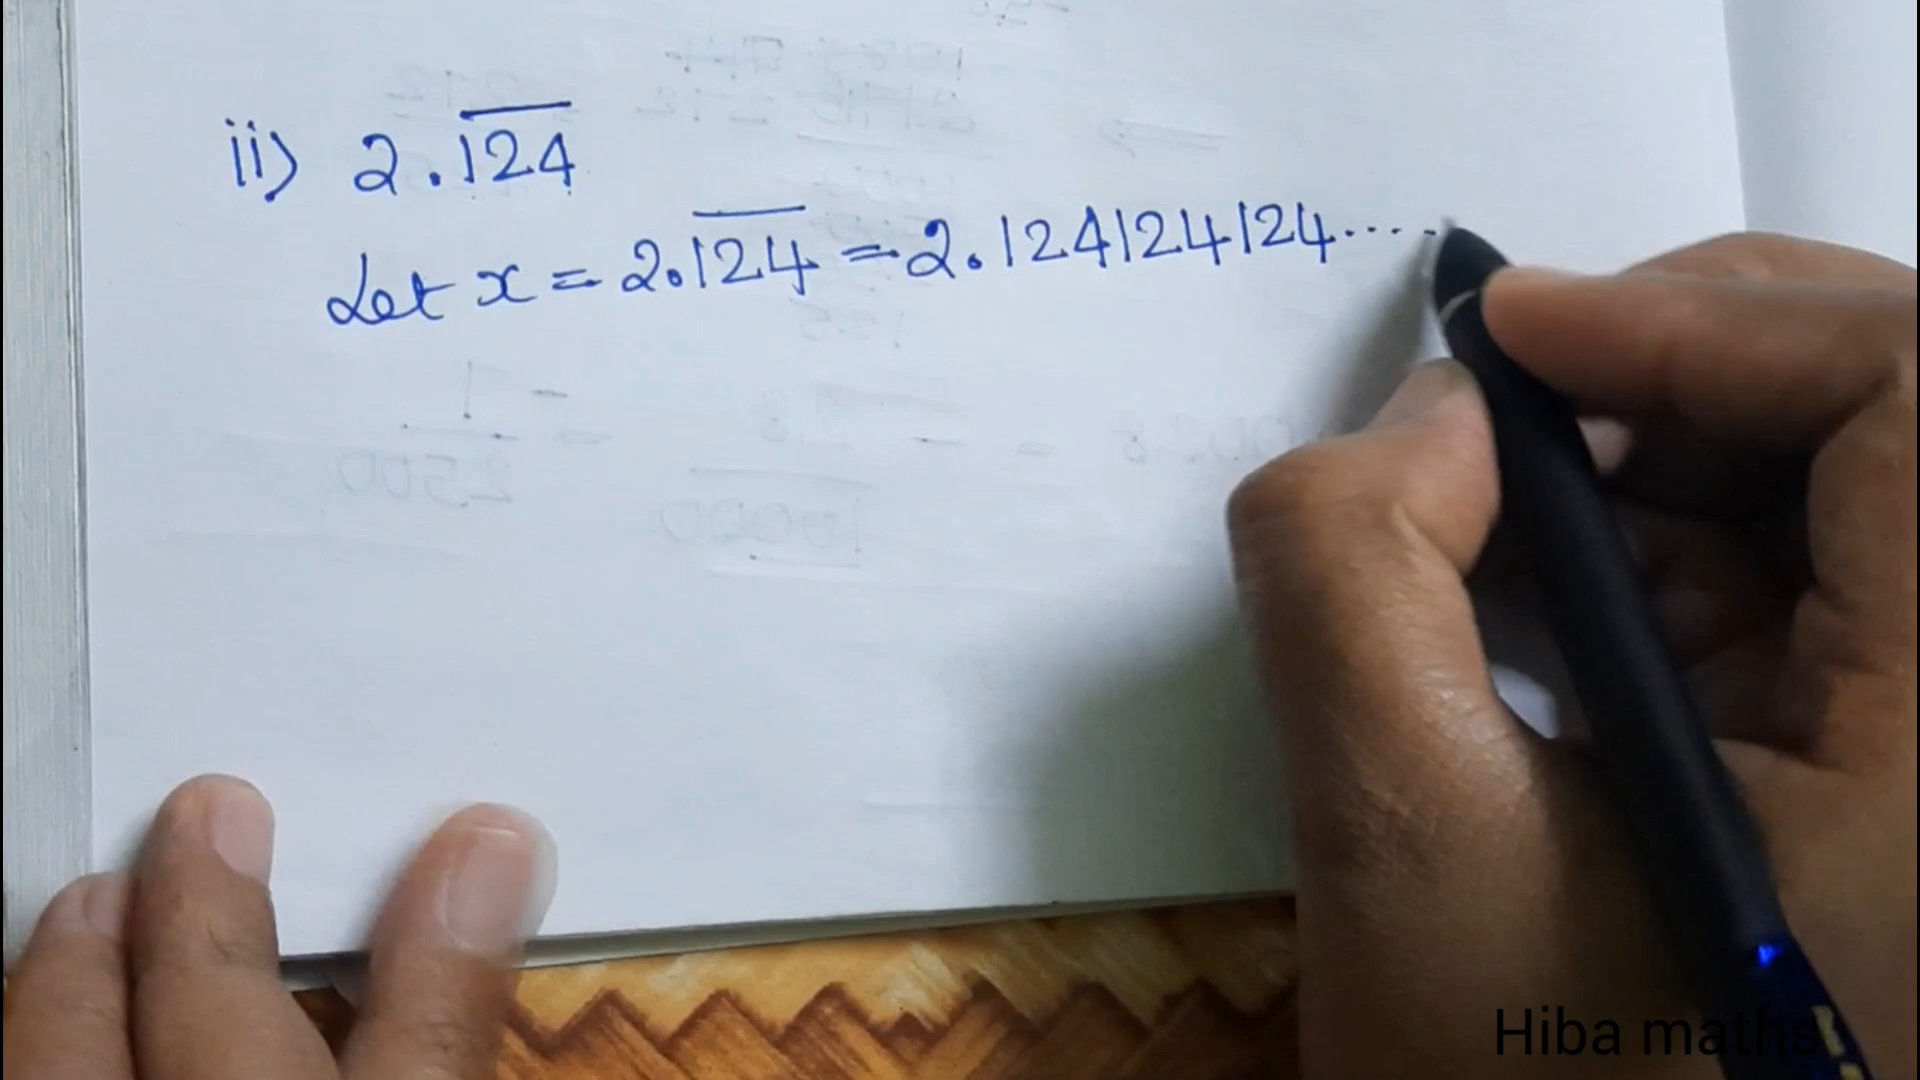 ii) 2.1̅2̅4̅
Let x = 2.1̅2̅4̅ = 2.124124124.....
Hiba maths